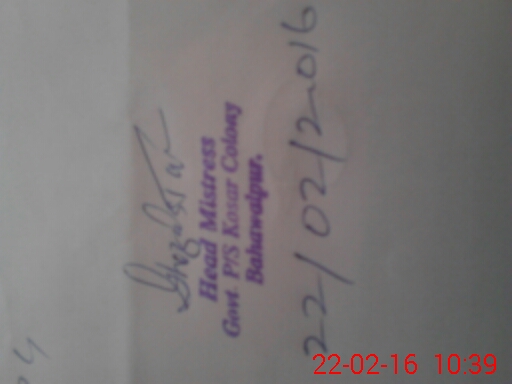 Head Mistress
Govt. P/S Kosar Colony
Bahawalpur.
22/02/2016
22-02-16 10:39